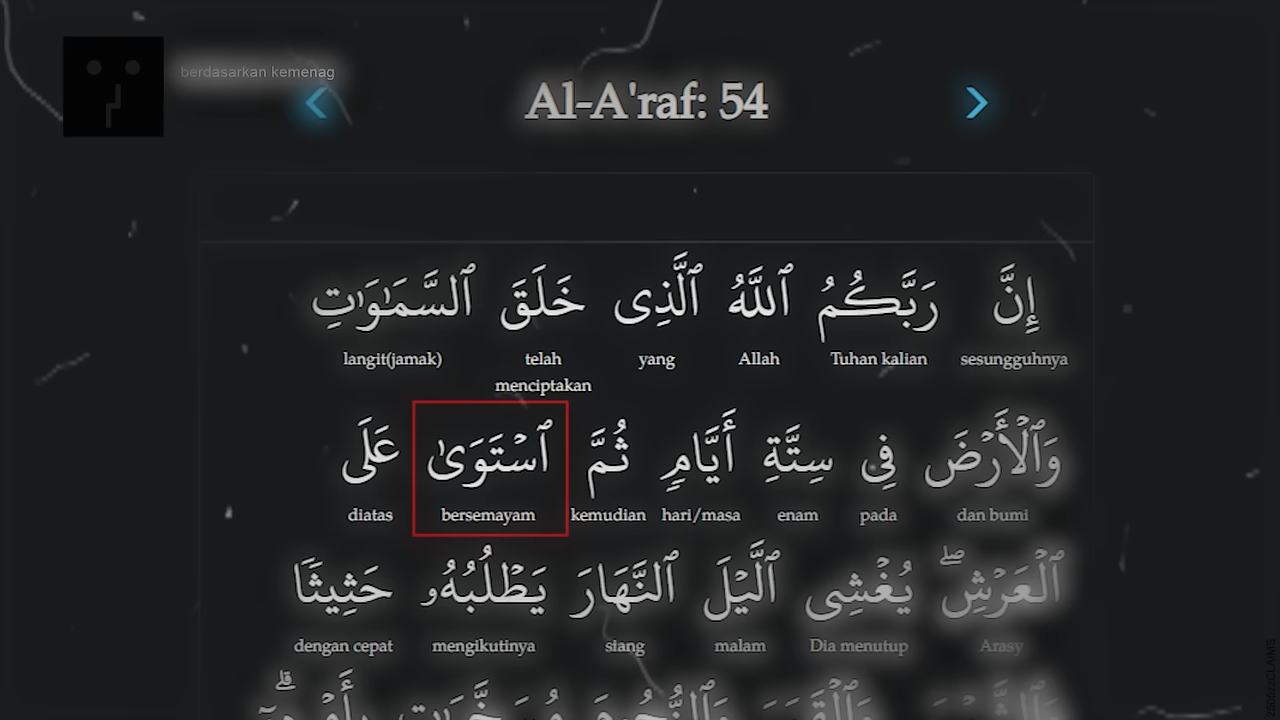 berdasarkan kemenag
Al-A'raf: 54
إِنَّ رَبَّكُمُ ٱللَّهُ ٱلَّذِى خَلَقَ ٱلسَّمَـٰوَٰتِ
sesungguhnya Tuhan kalian Allah yang telah menciptakan langit(jamak)
وَٱلْأَرْضَ فِى سِتَّةِ أَيَّامٍ ثُمَّ ٱسْتَوَىٰ عَلَى
dan bumi pada enam hari/masa kemudian bersemayam diatas
ٱلْعَرْشِۖ يُغْشِى ٱلَّيْلَ ٱلنَّهَارَ يَطْلُبُهُۥ حَثِيثًا
Arasy Dia menutup malam siang mengikutinya dengan cepat